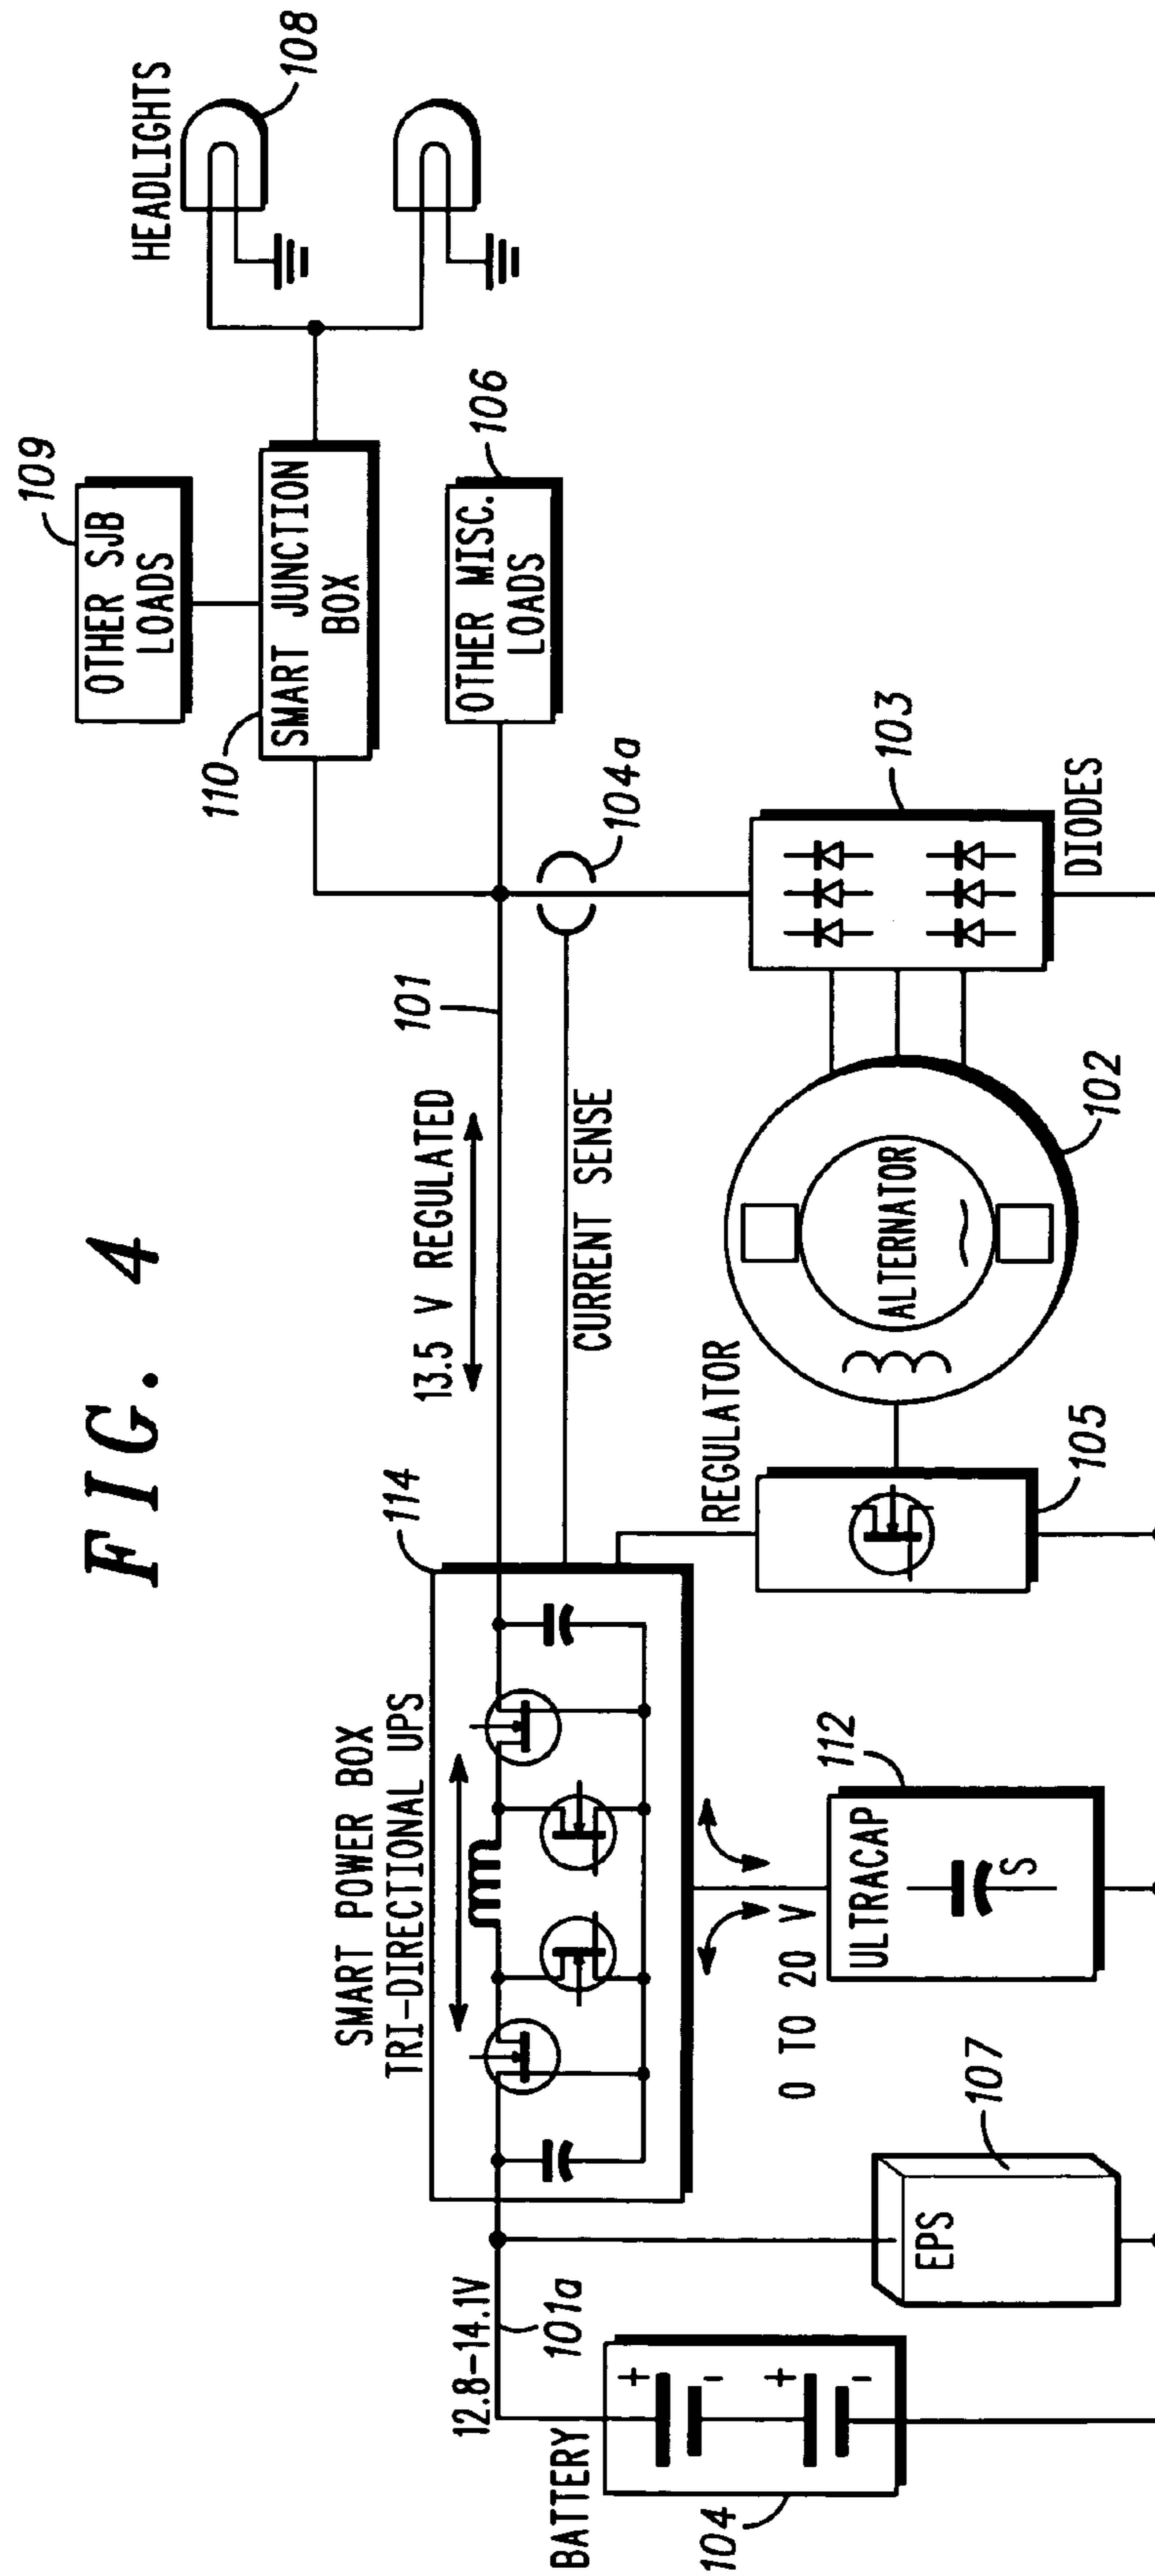 FIG. 4
HEADLIGHTS
108
109
OTHER SJB
LOADS
110
SMART JUNCTION
BOX
106
OTHER MISC.
LOADS
SMART POWER BOX
TRI-DIRECTIONAL UPS
114
13.5 V REGULATED
101
CURRENT SENSE
104a
12.8-14.1V
101a
BATTERY
+
-
+
-
104
EPS
107
0 TO 20 V
ULTRACAP
S
112
REGULATOR
105
ALTERNATOR
102
103
DIODES